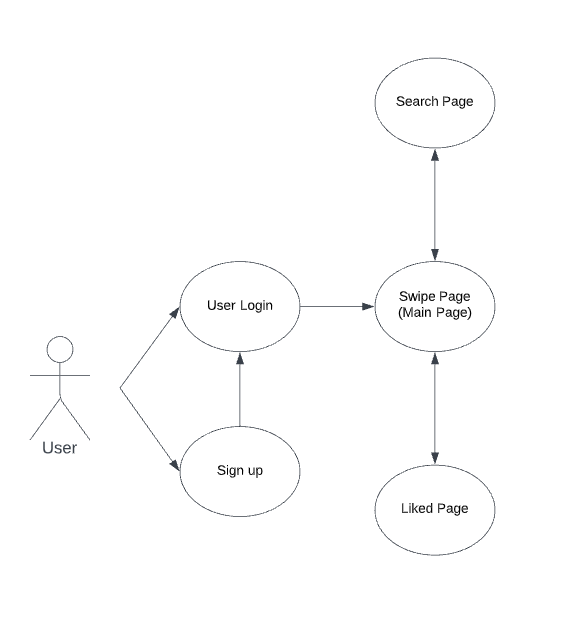 Search Page
User Login
Swipe Page
(Main Page)
User
Sign up
Liked Page